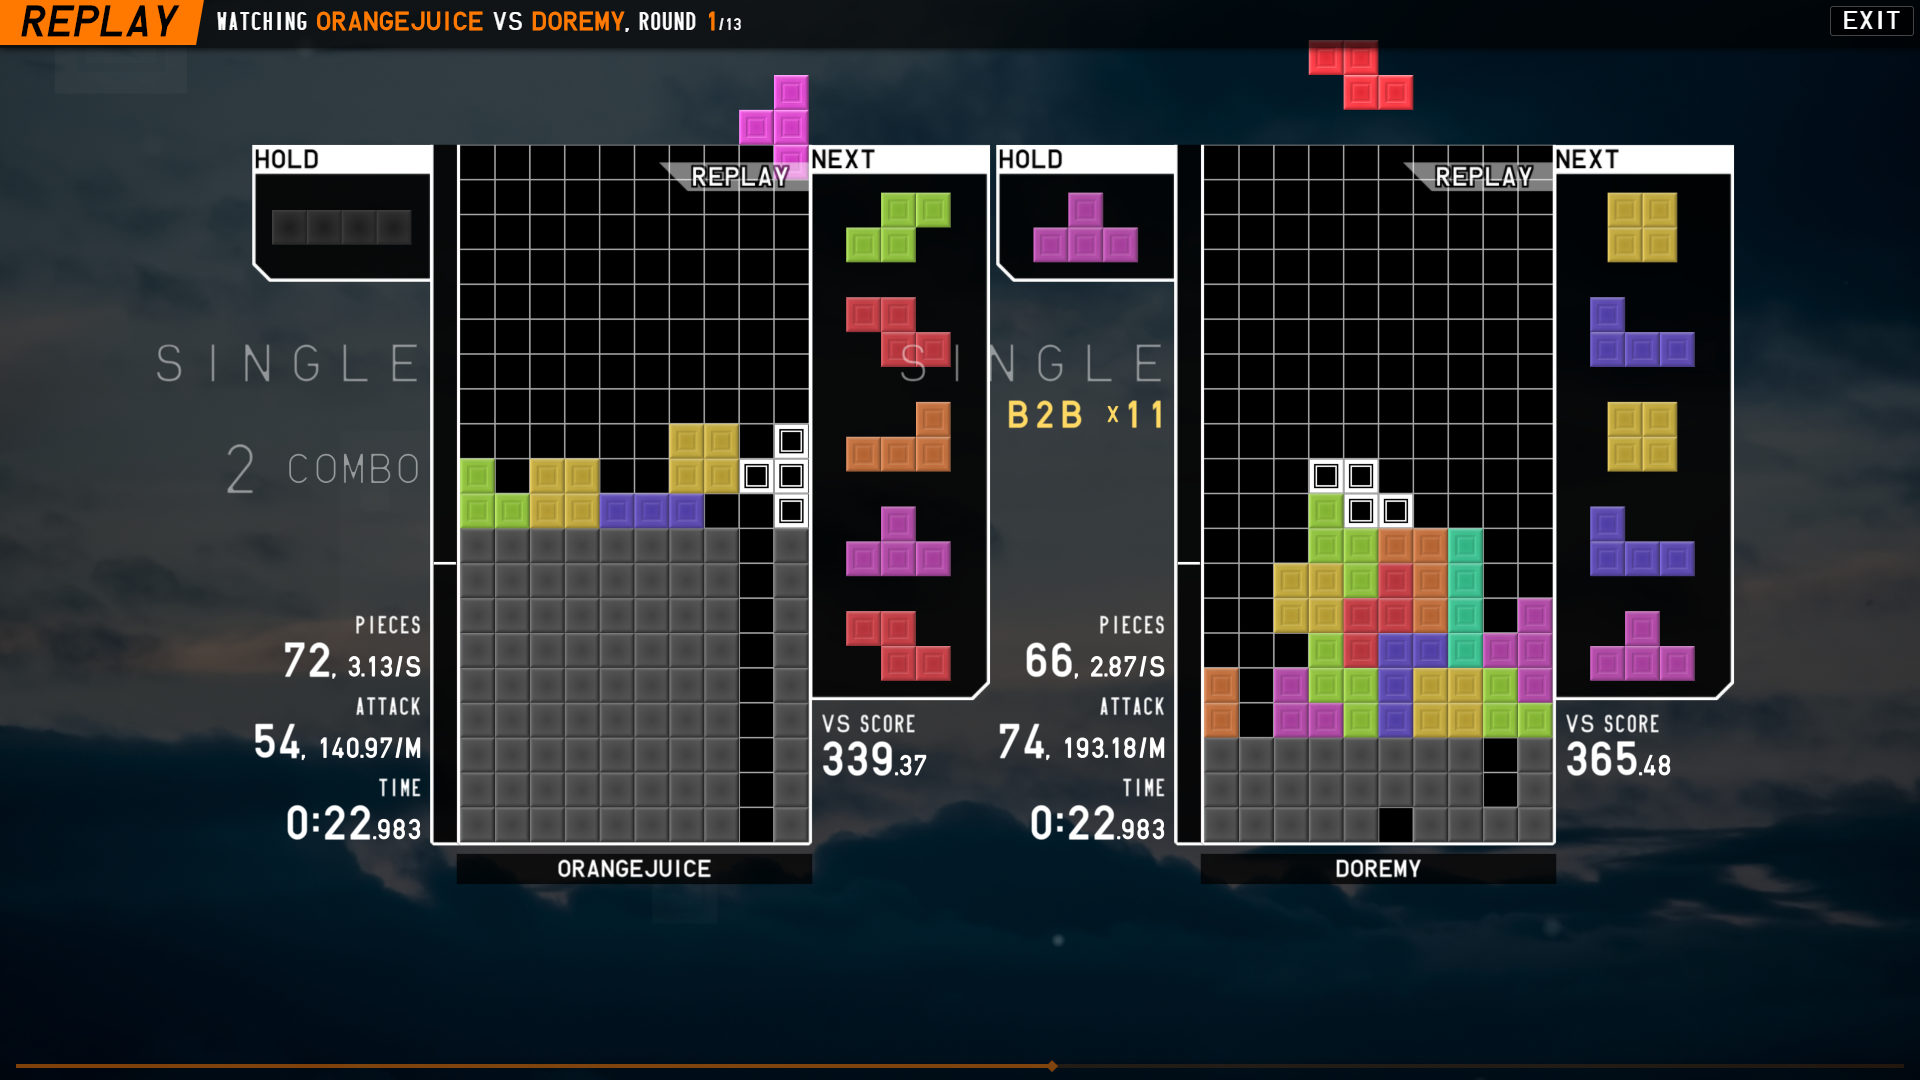 REPLAY
WATCHING ORANGEJUICE VS DOREMY, ROUND 1/13
EXIT
HOLD
REPLAY
NEXT
SINGLE
2 COMBO
PIECES
72, 3.13/S
ATTACK
54, 140.97/M
TIME
0:22.983
VS SCORE
339.37
ORANGEJUICE
HOLD
REPLAY
NEXT
SINGLE
B2B ×11
PIECES
66, 2.87/S
ATTACK
74, 193.18/M
TIME
0:22.983
VS SCORE
365.48
DOREMY